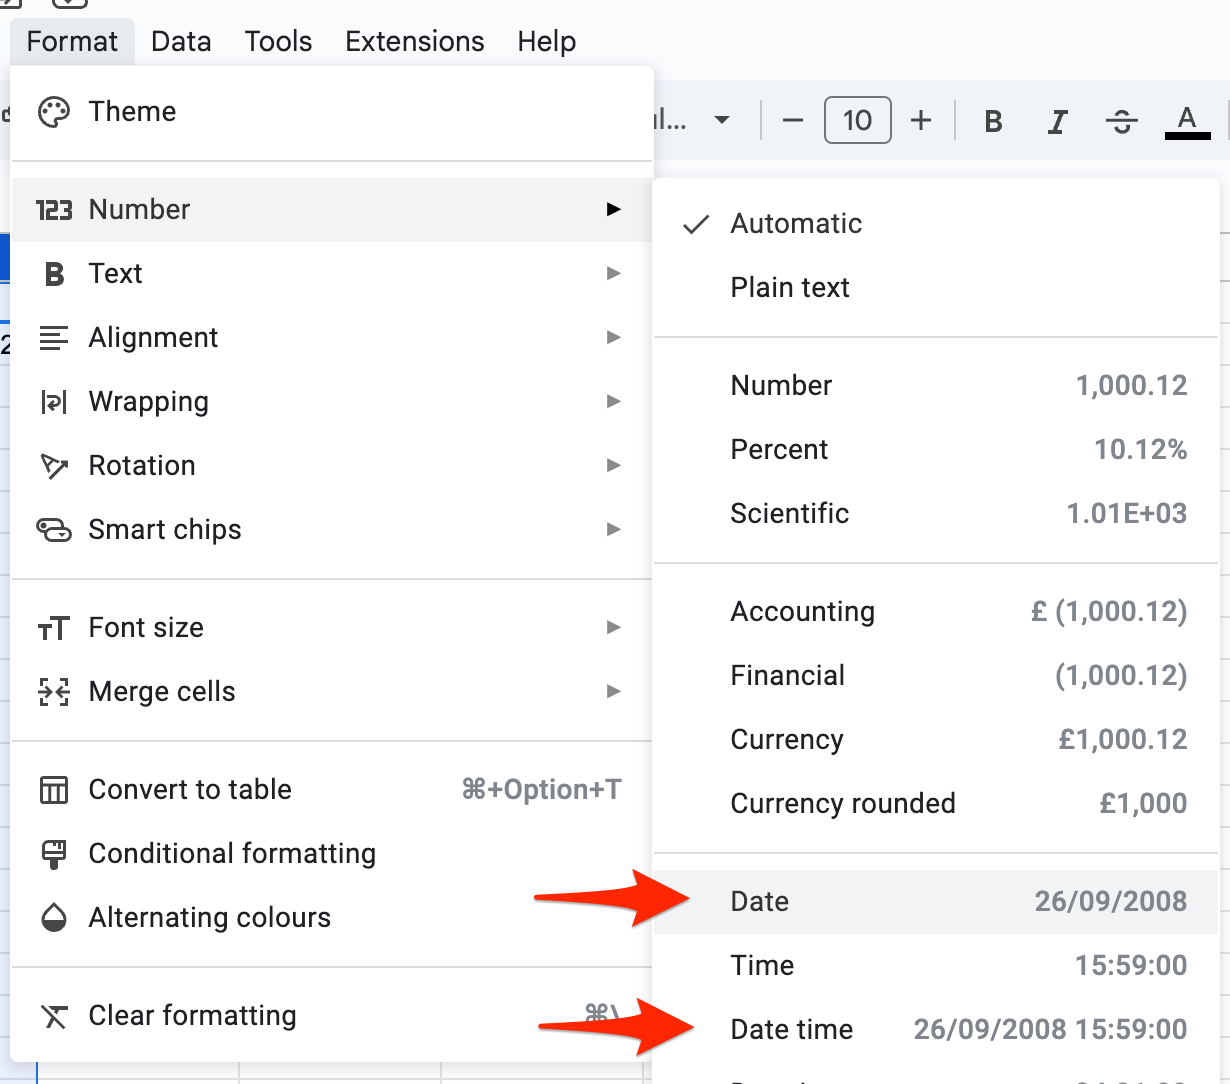 Format Data Tools Extensions Help
Theme
10
B I S A
123 Number
B Text
Alignment
Wrapping
Rotation
Smart chips
Font size
Merge cells
Convert to table ⌘+Option+T
Conditional formatting
Alternating colours
Clear formatting ⌘\
Automatic
Plain text
Number 1,000.12
Percent 10.12%
Scientific 1.01E+03
Accounting £ (1,000.12)
Financial (1,000.12)
Currency £1,000.12
Currency rounded £1,000
Date 26/09/2008
Time 15:59:00
Date time 26/09/2008 15:59:00